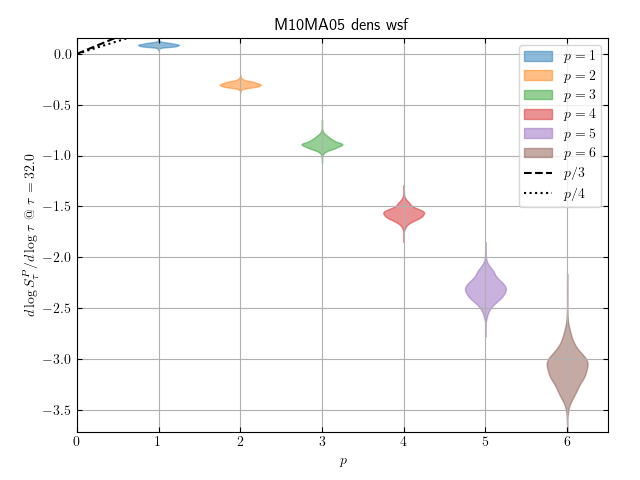 M10MA05 dens wsf
d log S_τ^P / d log τ @ τ = 32.0
0.0
−0.5
−1.0
−1.5
−2.0
−2.5
−3.0
−3.5
p = 1
p = 2
p = 3
p = 4
p = 5
p = 6
p/3
p/4
0 1 2 3 4 5 6
p